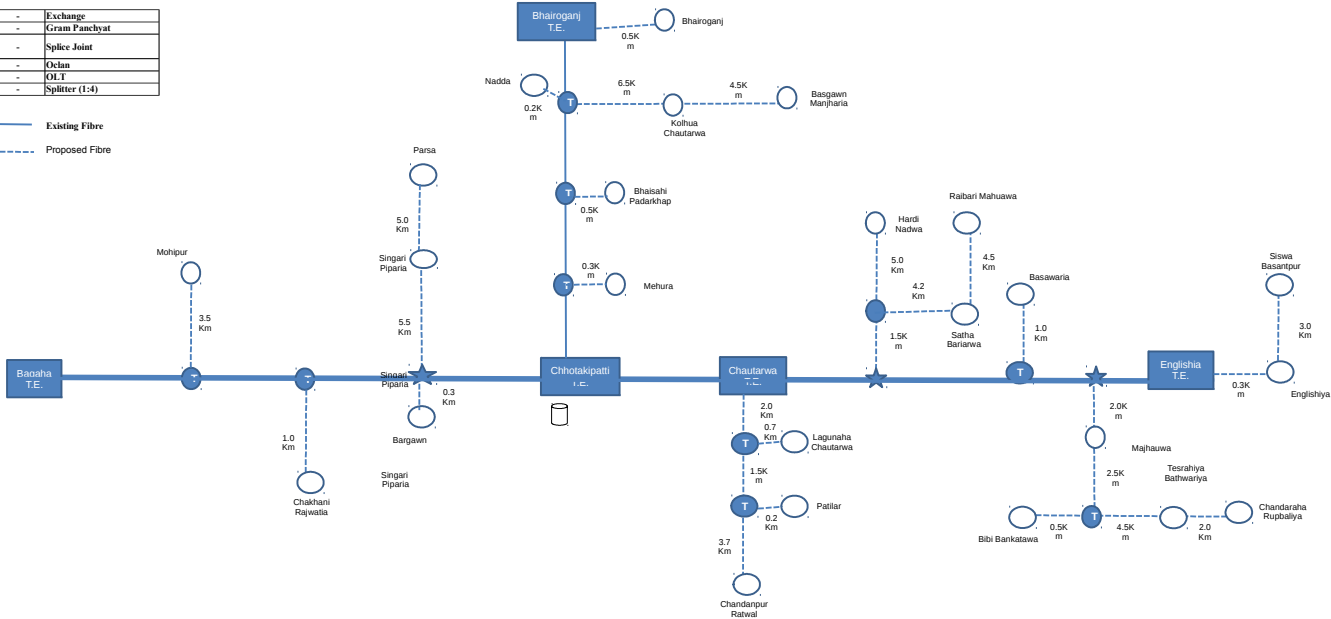 - Exchange
- Gram Panchyat
- Splice Joint
- Oclan
- OLT
- Splitter (1:4)
Existing Fibre
Proposed Fibre
Bhairoganj
T.E.
0.5K
m
Bhairoganj
Nadda
0.2K
m
T
6.5K
m
Kolhua
Chautarwa
4.5K
m
Basgawn
Manjharia
Parsa
5.0
Km
Singari
Piparia
5.5
Km
T
0.5K
m
Bhaisahi
Padarkhap
T
0.3K
m
Mehura
Mohipur
3.5
Km
Hardi
Nadwa
5.0
Km
Raibari Mahuawa
4.5
Km
4.2
Km
Satha
Bariarwa
1.5K
m
Basawaria
1.0
Km
Siswa
Basantpur
3.0
Km
Bagaha
T.E.
T
T
Singari
Piparia
Chhotakipatti
T.E.
Chautarwa
T.E.
T
Englishia
T.E.
0.3K
m
Englishiya
0.3
Km
Bargawn
1.0
Km
Chakhani
Rajwatia
Singari
Piparia
2.0
Km
T
0.7
Km
Lagunaha
Chautarwa
1.5K
m
T
0.2
Km
Patilar
3.7
Km
Chandanpur
Ratwal
2.0K
m
Majhauwa
2.5K
m
Tesrahiya
Bathwariya
Bibi Bankatawa
0.5K
m
T
4.5K
m
2.0
Km
Chandaraha
Rupbaliya